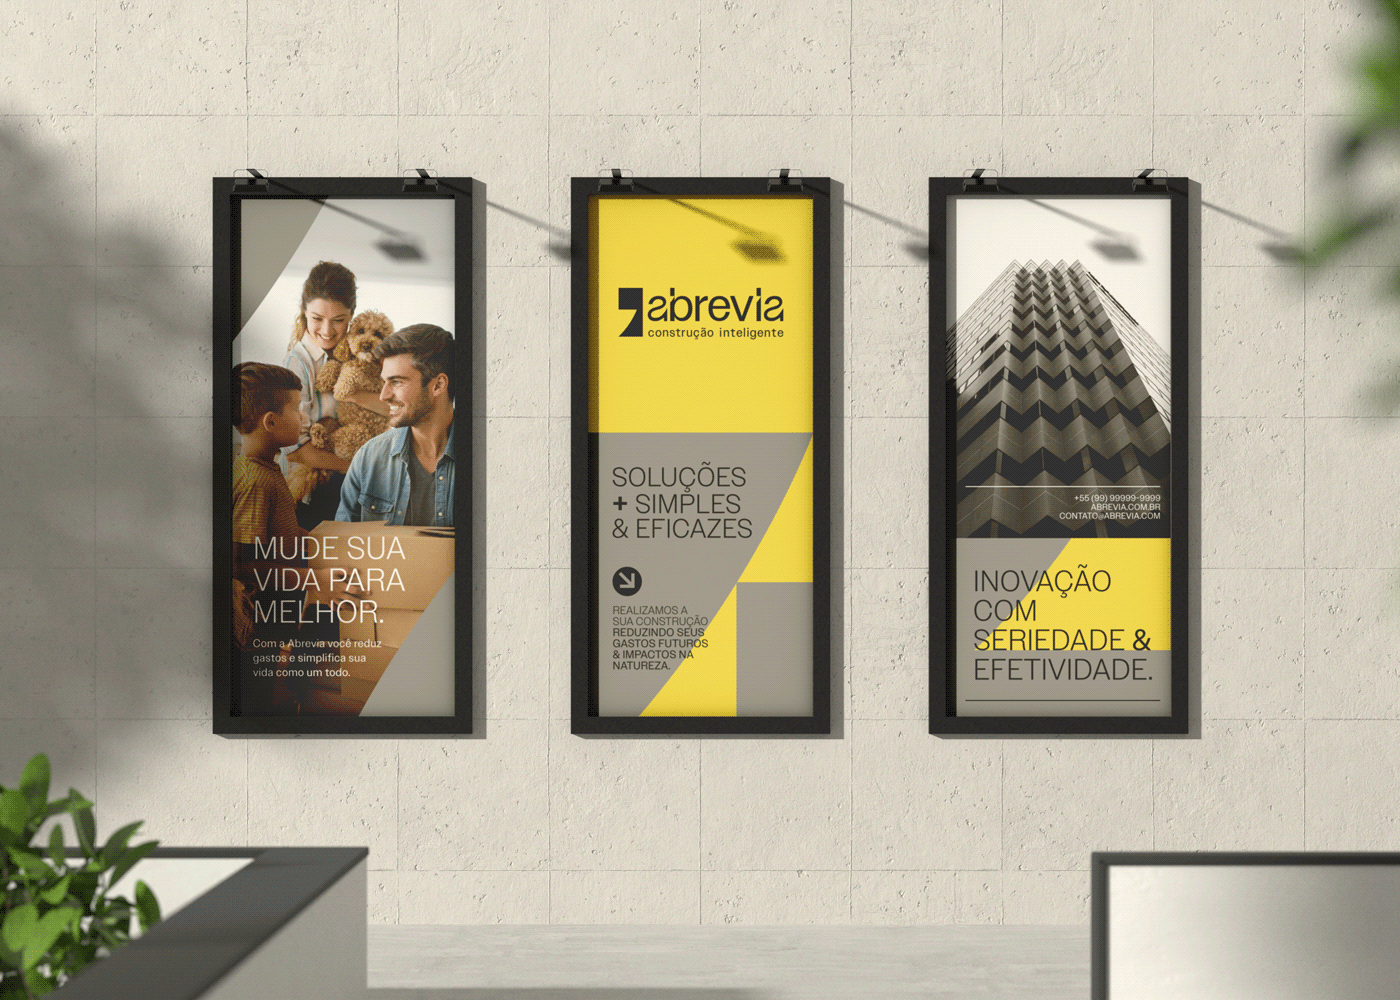 MUDE SUA
VIDA PARA
MELHOR.
Com a Abrevia você reduz
gastos e simplifica sua
vida como um todo.
abrevia
construção inteligente
SOLUÇÕES
+ SIMPLES
& EFICAZES
REALIZAMOS A
SUA CONSTRUÇÃO
REDUZINDO SEUS
GASTOS FUTUROS
& IMPACTOS NA
NATUREZA.
+55 (99) 99999-9999
ABREVIA.COM.BR
CONTATO@ABREVIA.COM
INOVAÇÃO
COM
SERIEDADE &
EFETIVIDADE.